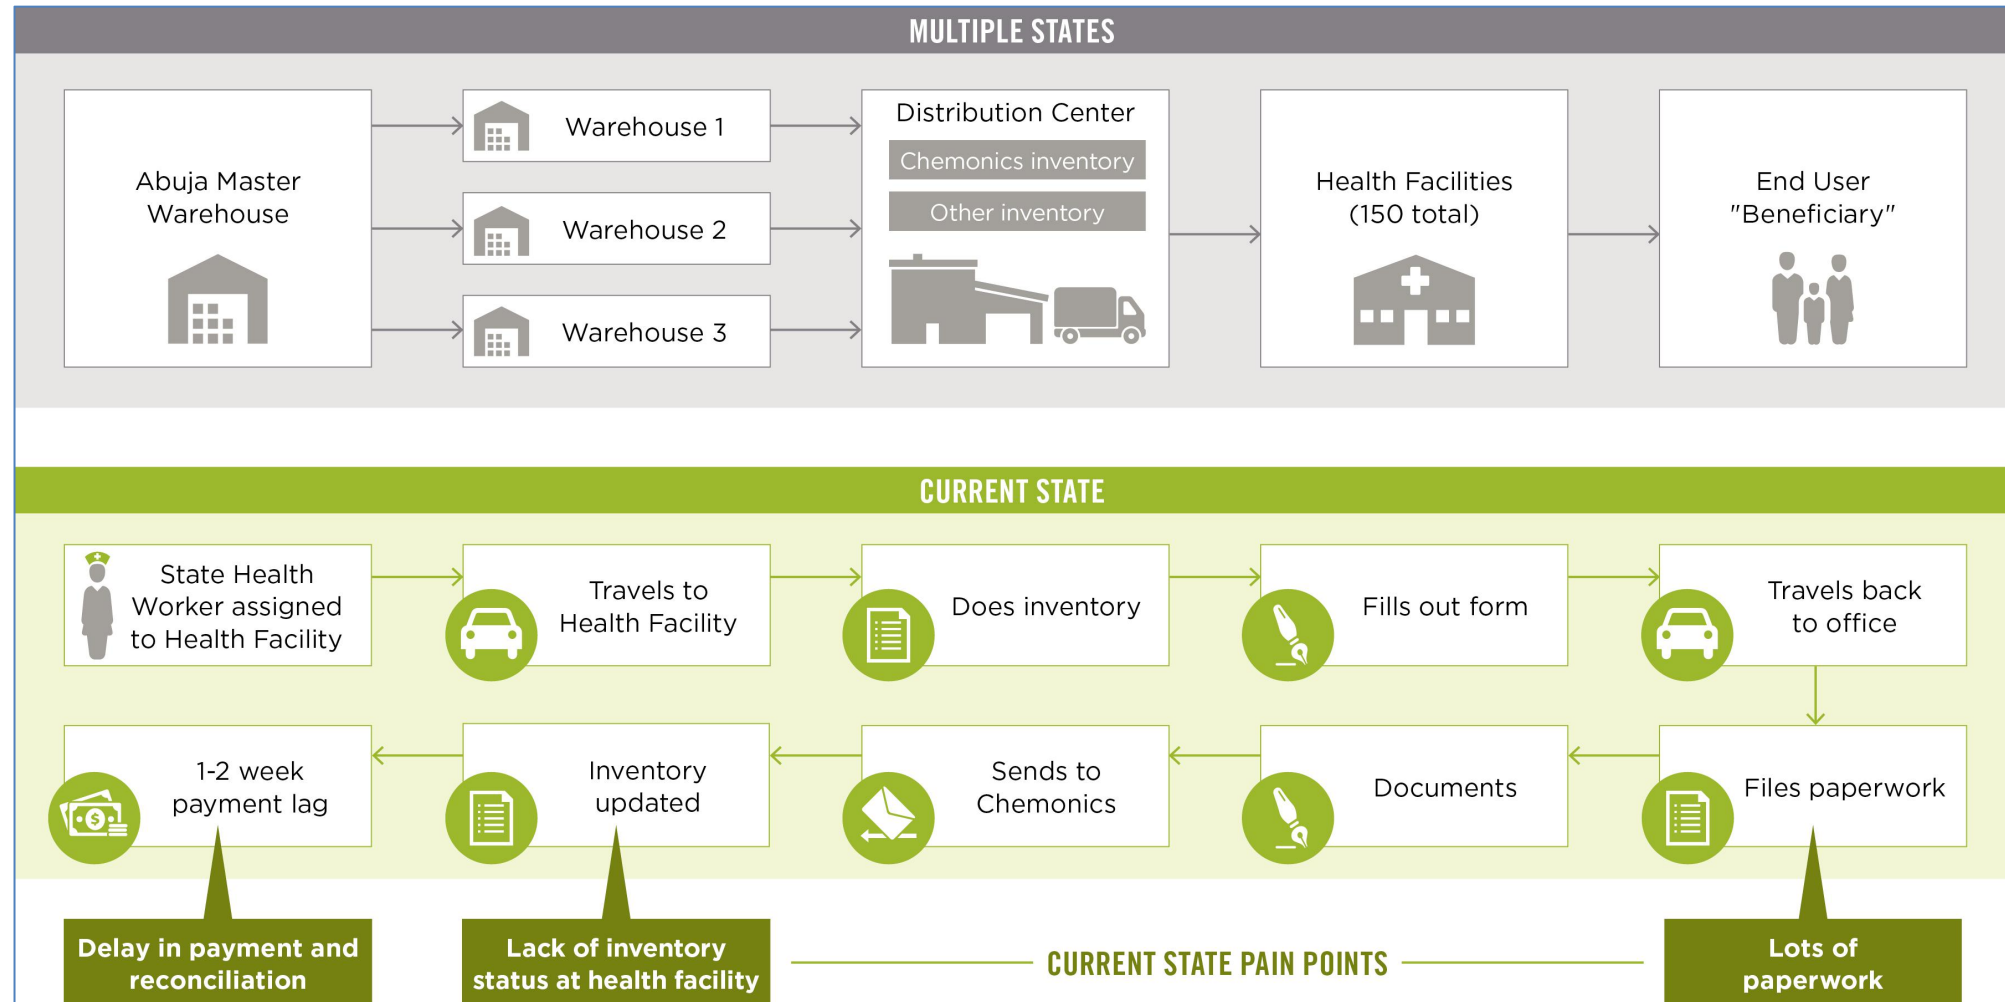 MULTIPLE STATES
Abuja Master
Warehouse
Warehouse 1
Warehouse 2
Warehouse 3
Distribution Center
Chemonics inventory
Other inventory
Health Facilities
(150 total)
End User
"Beneficiary"
CURRENT STATE
State Health
Worker assigned
to Health Facility
Travels to
Health Facility
Does inventory
Fills out form
Travels back
to office
Files paperwork
Documents
Sends to
Chemonics
Inventory
updated
1-2 week
payment lag
Delay in payment and
reconciliation
Lack of inventory
status at health facility
CURRENT STATE PAIN POINTS
Lots of
paperwork